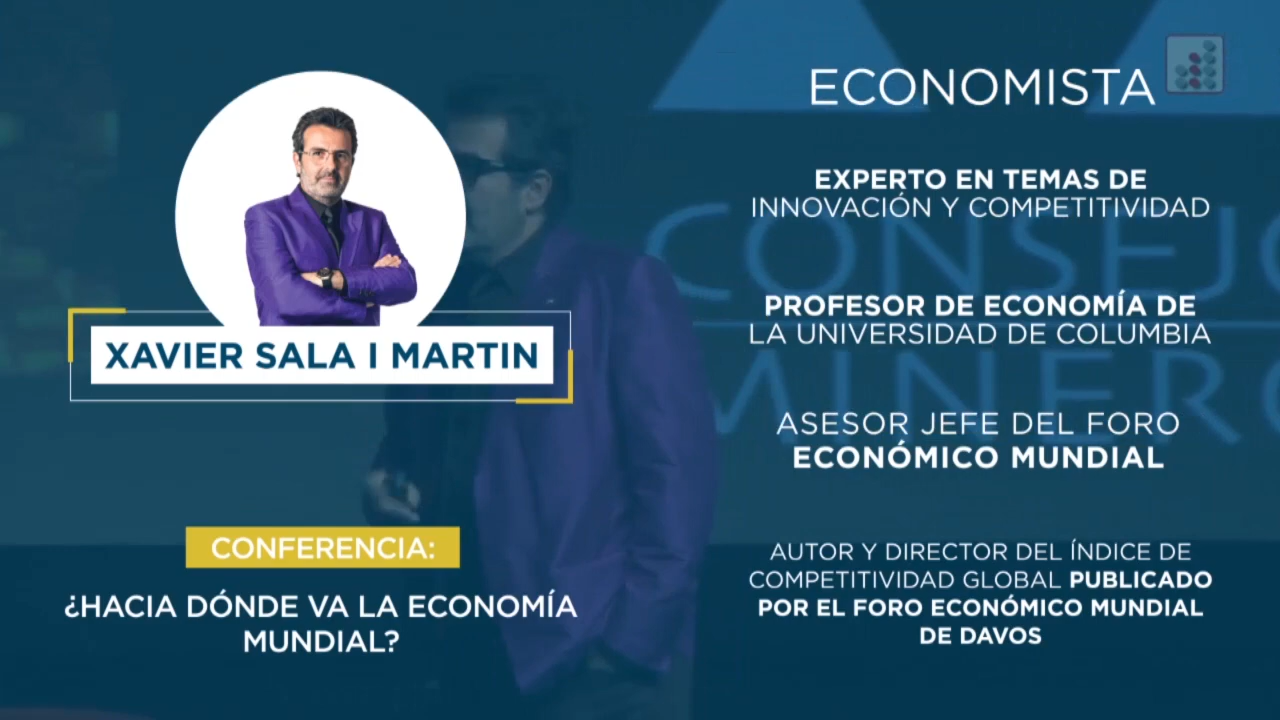 XAVIER SALA I MARTIN
CONFERENCIA:
¿HACIA DÓNDE VA LA ECONOMÍA
MUNDIAL?
ECONOMISTA
EXPERTO EN TEMAS DE
INNOVACIÓN Y COMPETITIVIDAD
PROFESOR DE ECONOMÍA DE
LA UNIVERSIDAD DE COLUMBIA
ASESOR JEFE DEL FORO
ECONÓMICO MUNDIAL
AUTOR Y DIRECTOR DEL ÍNDICE DE
COMPETITIVIDAD GLOBAL PUBLICADO
POR EL FORO ECONÓMICO MUNDIAL
DE DAVOS
CONSEJO
MINERO